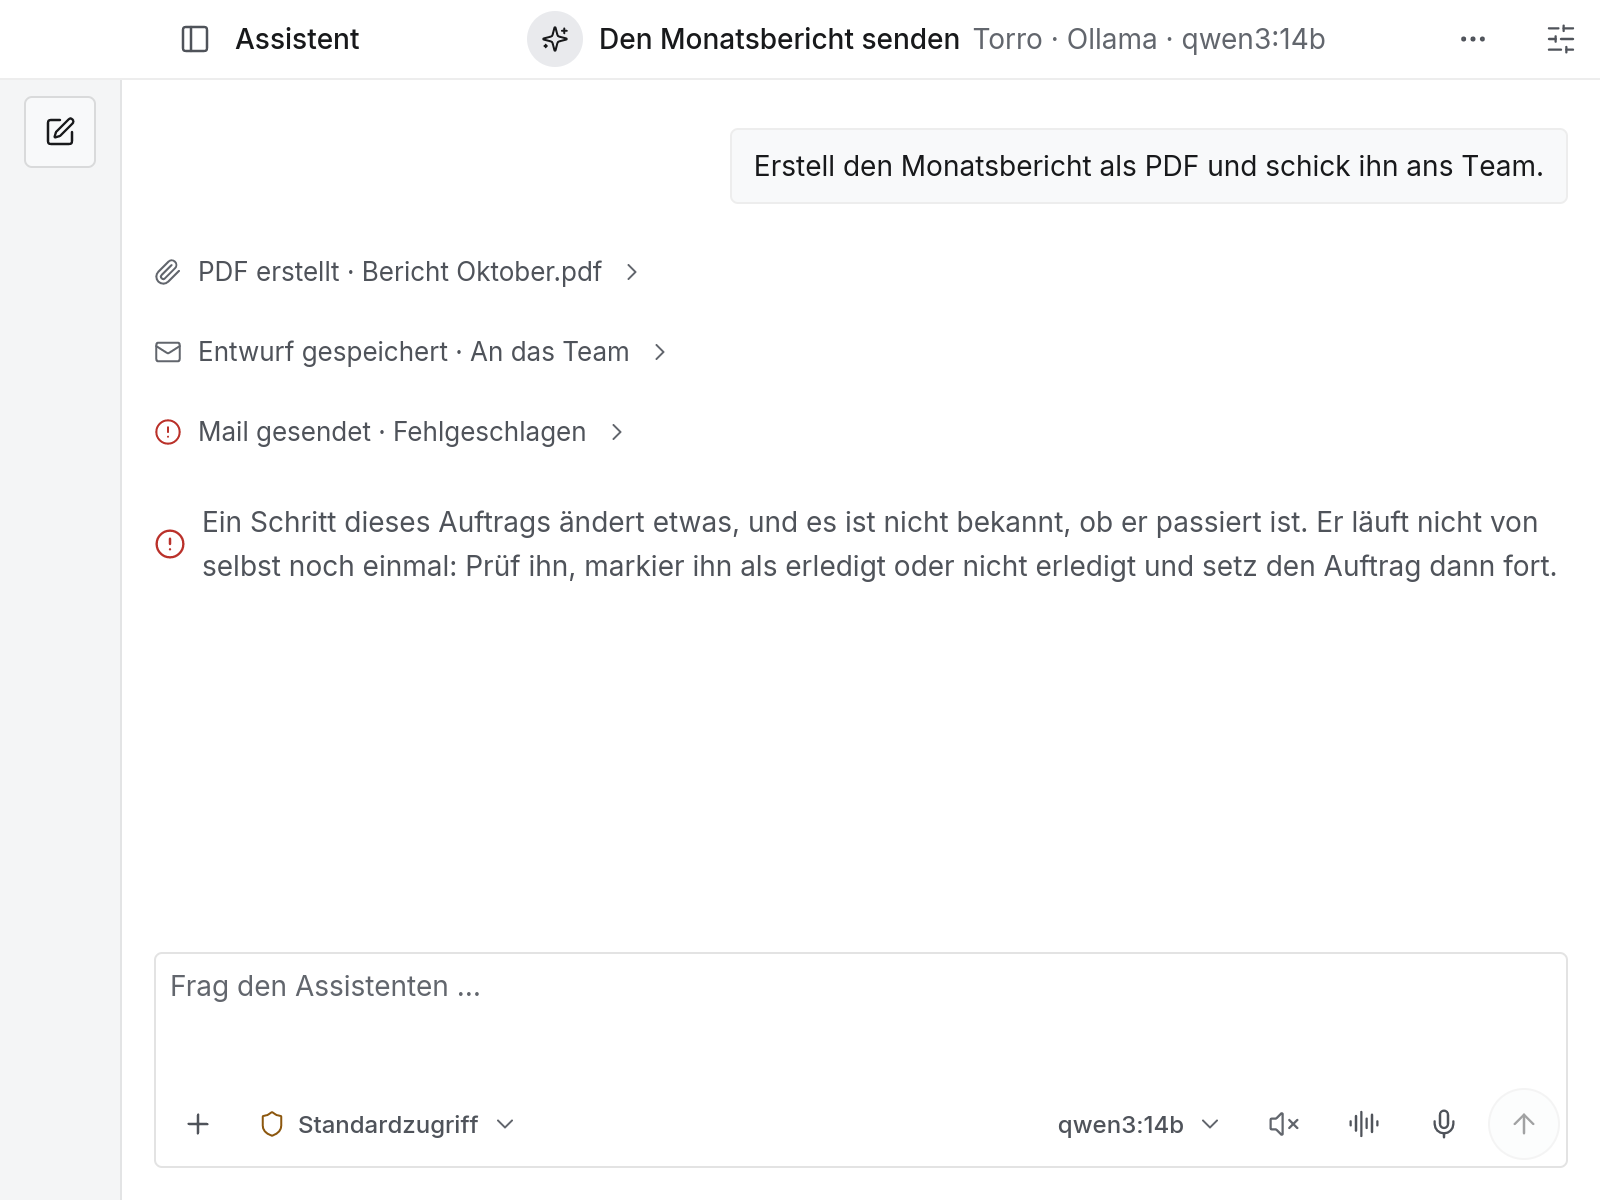 Assistent
Den Monatsbericht senden Torro · Ollama · qwen3:14b
Erstell den Monatsbericht als PDF und schick ihn ans Team.
PDF erstellt · Bericht Oktober.pdf
Entwurf gespeichert · An das Team
Mail gesendet · Fehlgeschlagen
Ein Schritt dieses Auftrags ändert etwas, und es ist nicht bekannt, ob er passiert ist. Er läuft nicht von
selbst noch einmal: Prüf ihn, markier ihn als erledigt oder nicht erledigt und setz den Auftrag dann fort.
Frag den Assistenten ...
Standardzugriff
qwen3:14b